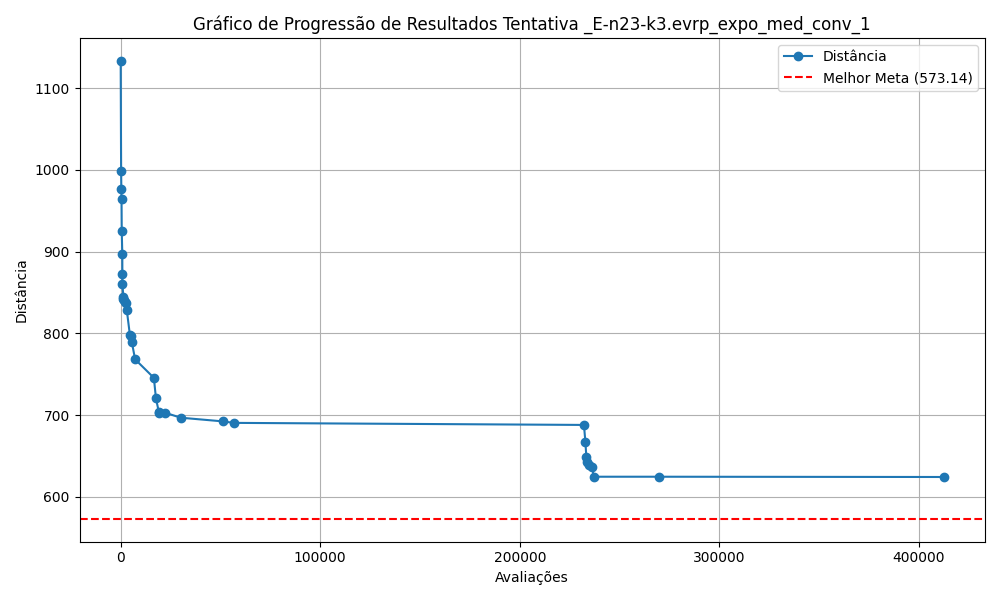 Gráfico de Progressão de Resultados Tentativa _E-n23-k3.evrp_expo_med_conv_1
Distância
Melhor Meta (573.14)
1100
1000
900
800
700
600
Distância
0
100000
200000
300000
400000
Avaliações